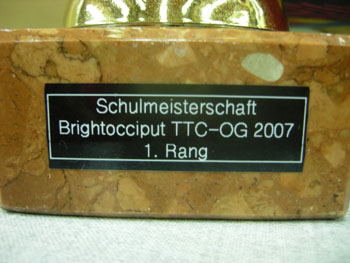 Schulmeisterschaft
Brightocciput TTC-OG 2007
1. Rang